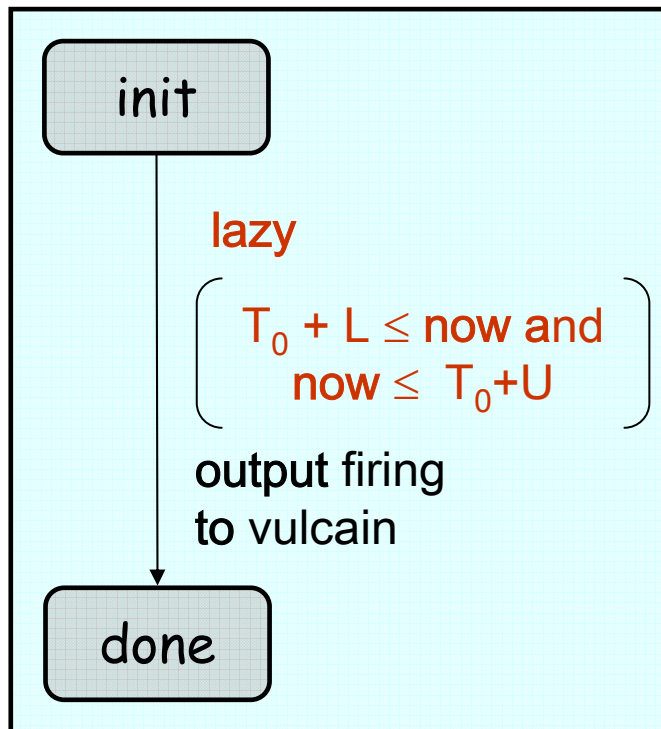 init
lazy
T₀ + L ≤ now and
now ≤ T₀+U
output firing
to vulcain
done